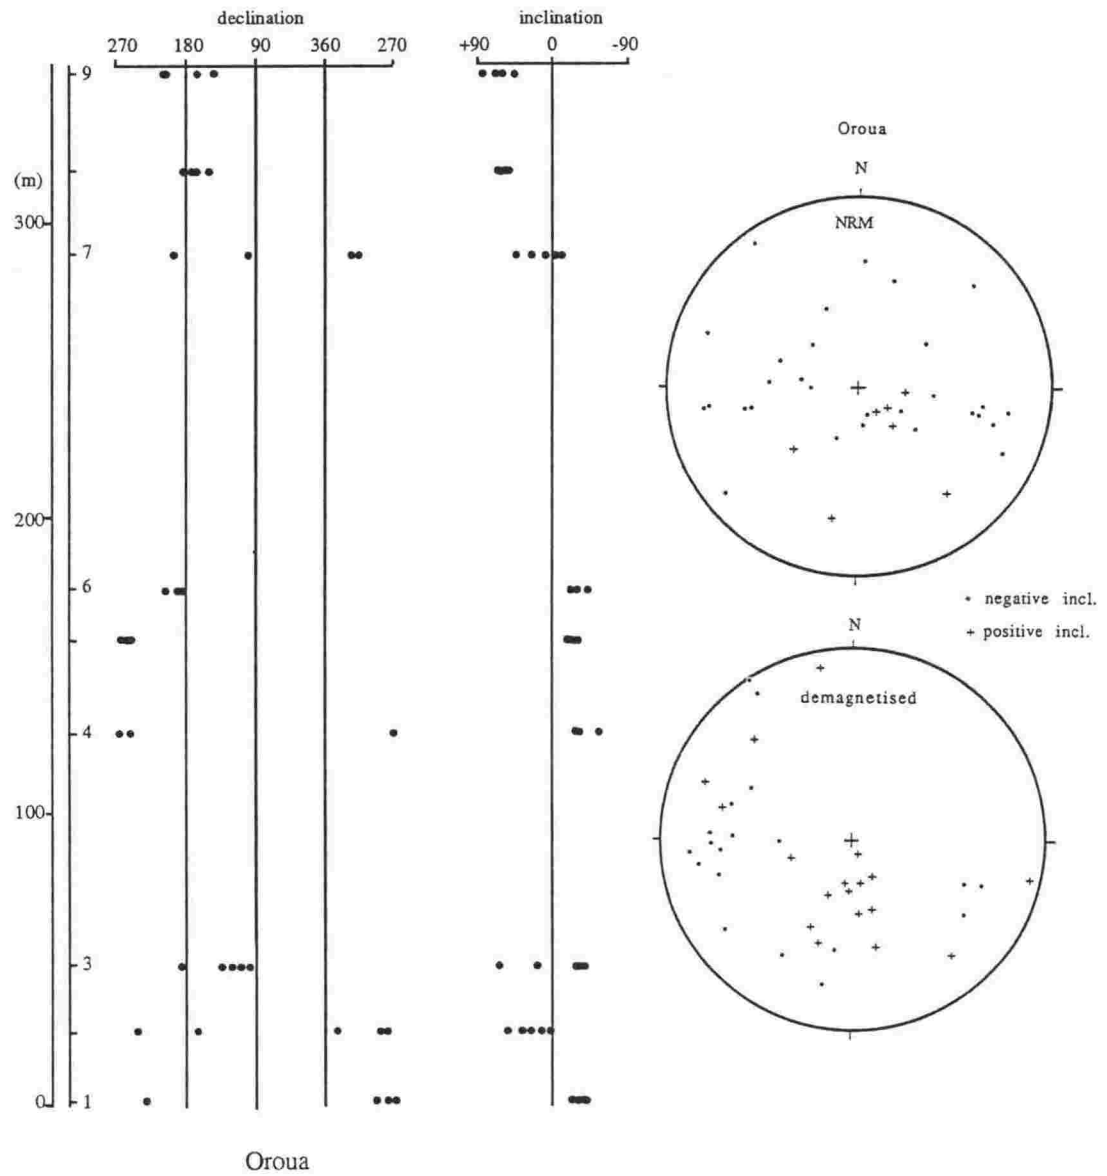 declination inclination
270 180 90 360 270 +90 0 -90
9
Oroua
N
(m)
300
NRM
7
200
6
• negative incl.
+ positive incl.
N
demagnetised
4
100
3
0 1
Oroua